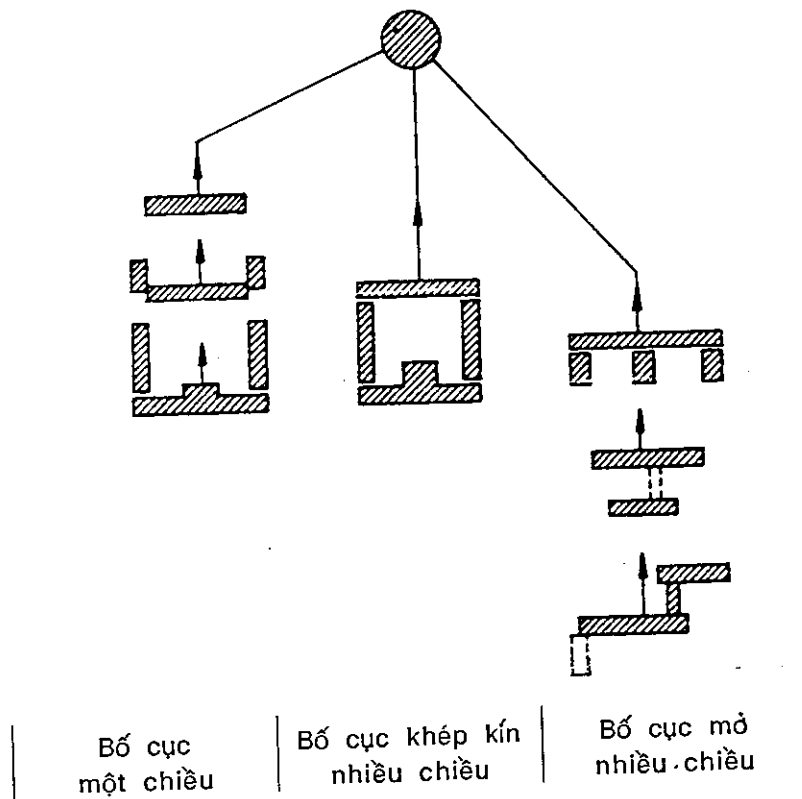 Bố cục
một chiều
Bố cục khép kín
nhiều chiều
Bố cục mở
nhiều chiều